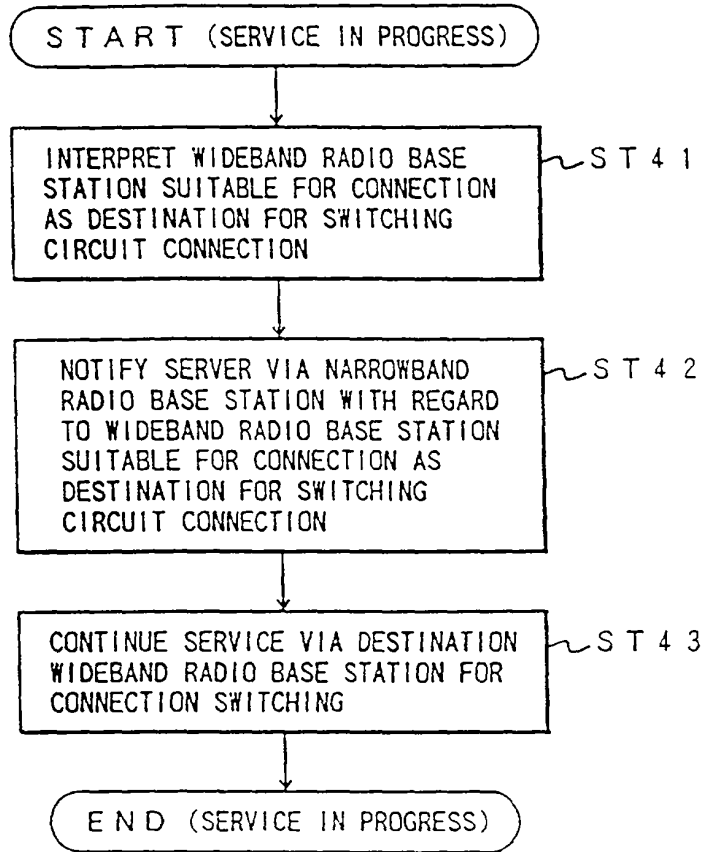 START (SERVICE IN PROGRESS)
INTERPRET WIDEBAND RADIO BASE
STATION SUITABLE FOR CONNECTION
AS DESTINATION FOR SWITCHING
CIRCUIT CONNECTION
ST41
NOTIFY SERVER VIA NARROWBAND
RADIO BASE STATION WITH REGARD
TO WIDEBAND RADIO BASE STATION
SUITABLE FOR CONNECTION AS
DESTINATION FOR SWITCHING
CIRCUIT CONNECTION
ST42
CONTINUE SERVICE VIA DESTINATION
WIDEBAND RADIO BASE STATION FOR
CONNECTION SWITCHING
ST43
END (SERVICE IN PROGRESS)